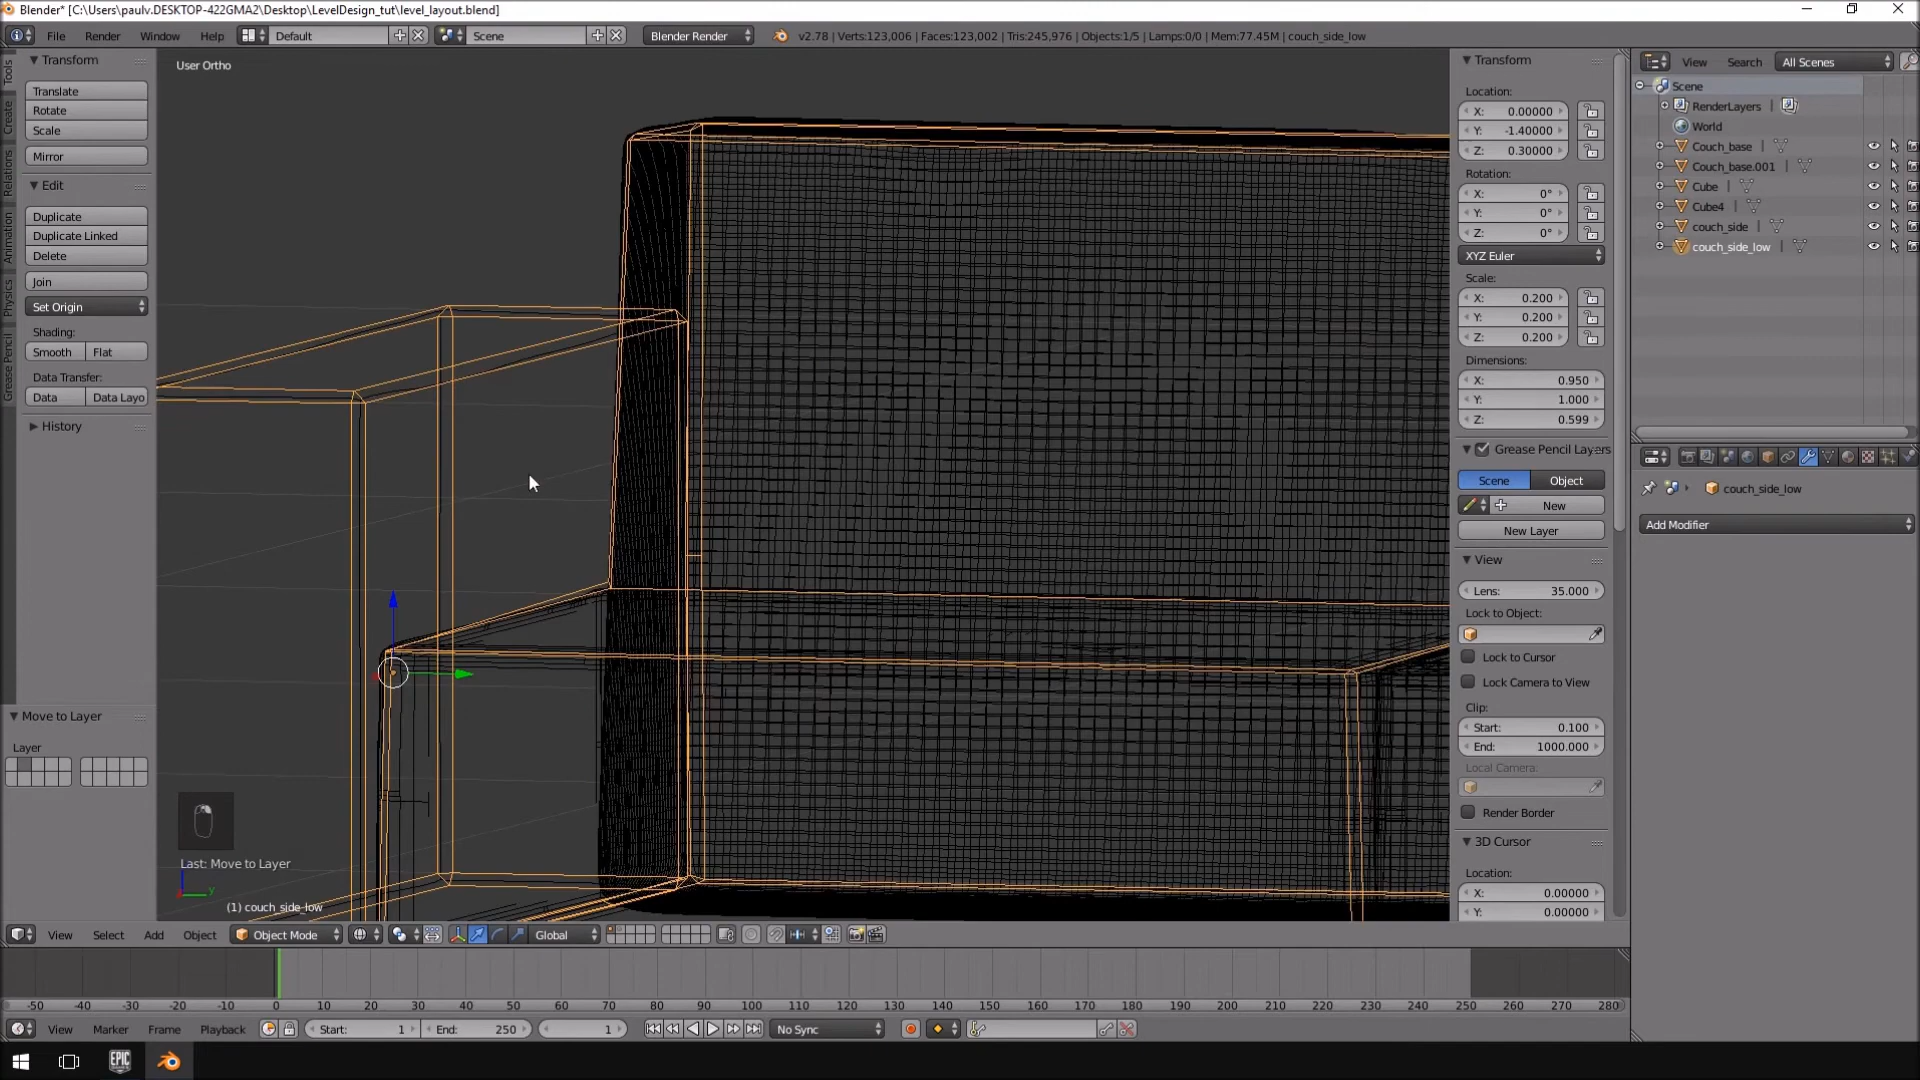 Blender* [C:\Users\paulv.DESKTOP-422GMA2\Desktop\LevelDesign_tut\level_layout.blend]
File Render Window Help Default Scene Blender Render v2.78 | Verts:123,006 | Faces:123,002 | Tris:245,976 | Objects:1/5 | Lamps:0/0 | Mem:77.45M | couch_side_low
Tools
Create
Relations
Animation
Physics
Grease Pencil
Transform
Translate
Rotate
Scale
Mirror
Edit
Duplicate
Duplicate Linked
Delete
Join
Set Origin
Shading:
Smooth Flat
Data Transfer:
Data Data Layo
History
Move to Layer
Layer
User Ortho
Last: Move to Layer
y
(1) couch_side_low
Transform
Location:
X: 0.00000
Y: -1.40000
Z: 0.30000
Rotation:
X: 0°
Y: 0°
Z: 0°
XYZ Euler
Scale:
X: 0.200
Y: 0.200
Z: 0.200
Dimensions:
X: 0.950
Y: 1.000
Z: 0.599
Grease Pencil Layers
Scene Object
New
New Layer
View
Lens: 35.000
Lock to Object:
Lock to Cursor
Lock Camera to View
Clip:
Start: 0.100
End: 1000.000
Local Camera:
Render Border
3D Cursor
Location:
X: 0.00000
Y: 0.00000
View Search All Scenes
Scene
RenderLayers
World
Couch_base
Couch_base.001
Cube
Cube4
couch_side
couch_side_low
couch_side_low
Add Modifier
View Select Add Object Object Mode Global
-50 -40 -30 -20 -10 0 10 20 30 40 50 60 70 80 90 100 110 120 130 140 150 160 170 180 190 200 210 220 230 240 250 260 270 280
View Marker Frame Playback Start: 1 End: 250 1 No Sync
EPIC